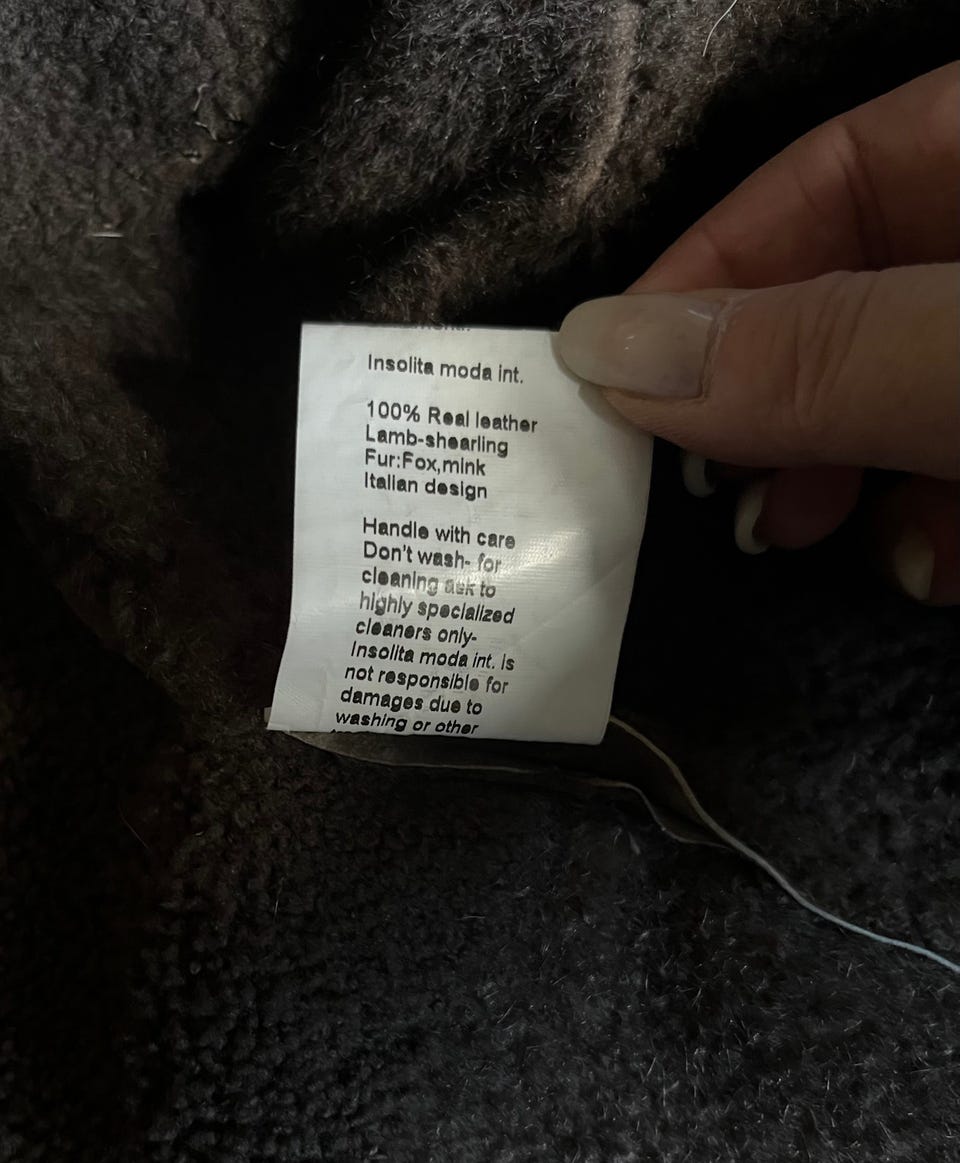 Insolita moda int.
100% Real leather
Lamb-shearling
Fur:Fox,mink
Italian design
Handle with care
Don't wash- for
cleaning ask to
highly specialized
cleaners only-
Insolita moda int. is
not responsible for
damages due to
washing or other